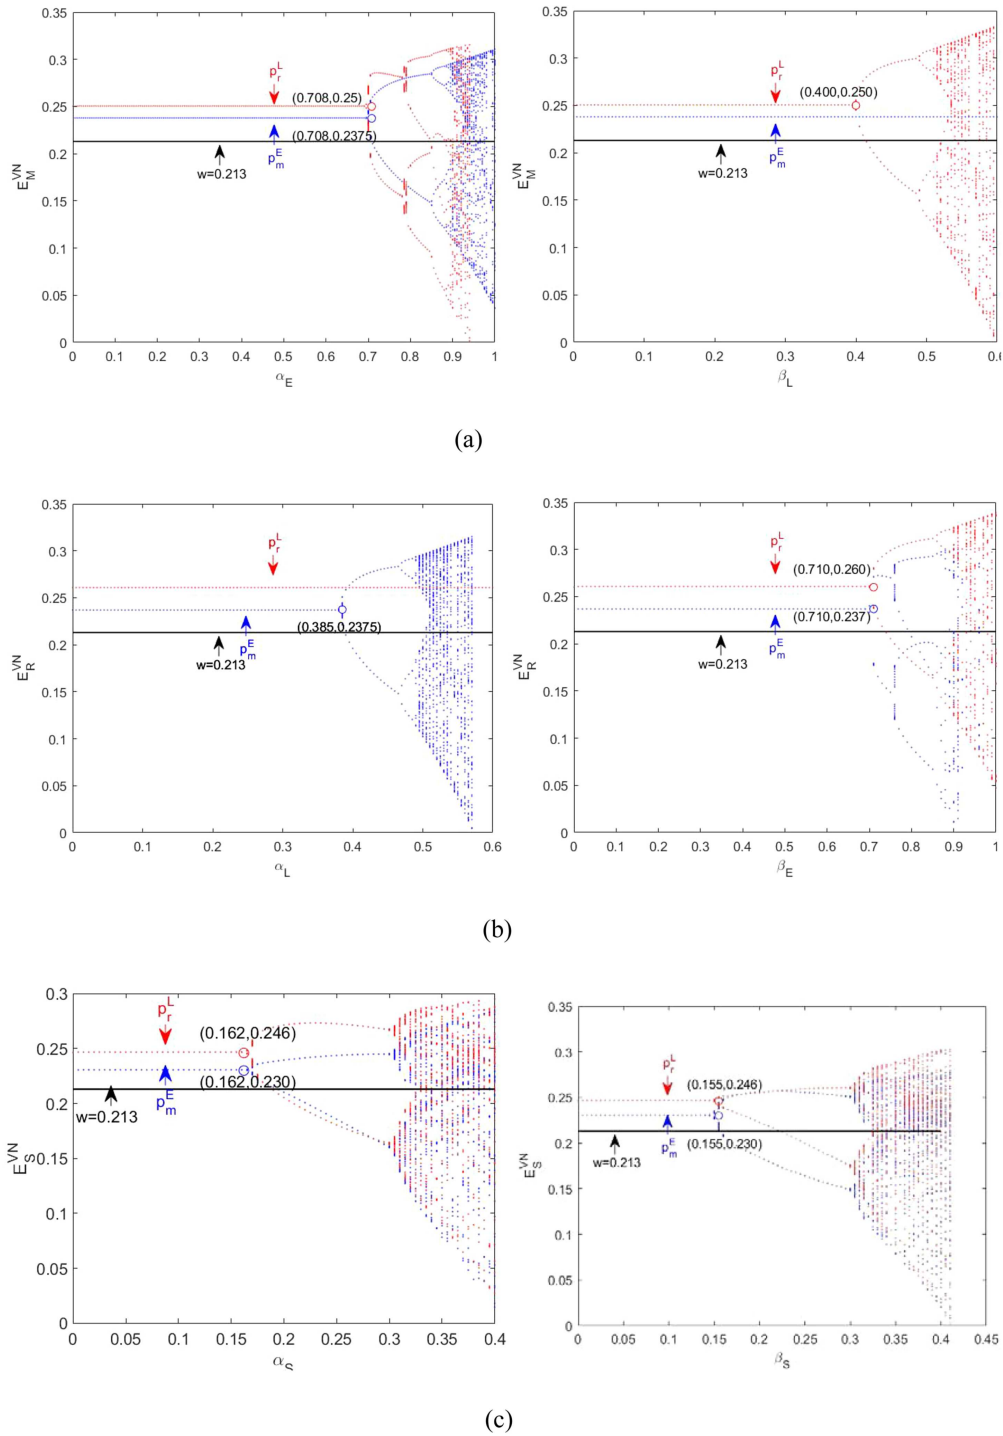 0.35
0.3
0.25
0.2
0.15
0.1
0.05
0
E_M^VN
p_r^L
(0.708,0.25)
(0.708,0.2375)
w=0.213
p_m^E
0 0.1 0.2 0.3 0.4 0.5 0.6 0.7 0.8 0.9 1
α_E
0.35
0.3
0.25
0.2
0.15
0.1
0.05
0
E_M^VN
p_r^L
(0.400,0.250)
w=0.213
p_m^E
0 0.1 0.2 0.3 0.4 0.5 0.6
β_L
(a)
0.35
0.3
0.25
0.2
0.15
0.1
0.05
0
E_R^VN
p_r^L
(0.385,0.2375)
w=0.213
p_m^E
0 0.1 0.2 0.3 0.4 0.5 0.6
α_L
0.35
0.3
0.25
0.2
0.15
0.1
0.05
0
E_R^VN
p_r^L
(0.710,0.260)
(0.710,0.237)
w=0.213
p_m^E
0 0.1 0.2 0.3 0.4 0.5 0.6 0.7 0.8 0.9 1
β_E
(b)
0.3
0.25
0.2
0.15
0.1
0.05
0
E_S^VN
p_r^L
(0.162,0.246)
(0.162,0.230)
w=0.213
p_m^E
0 0.05 0.1 0.15 0.2 0.25 0.3 0.35 0.4
α_S
0.35
0.3
0.25
0.2
0.15
0.1
0.05
0
E_S^VN
p_r^L
(0.155,0.246)
(0.155,0.230)
w=0.213
p_m^E
0 0.05 0.1 0.15 0.2 0.25 0.3 0.35 0.4 0.45
β_S
(c)